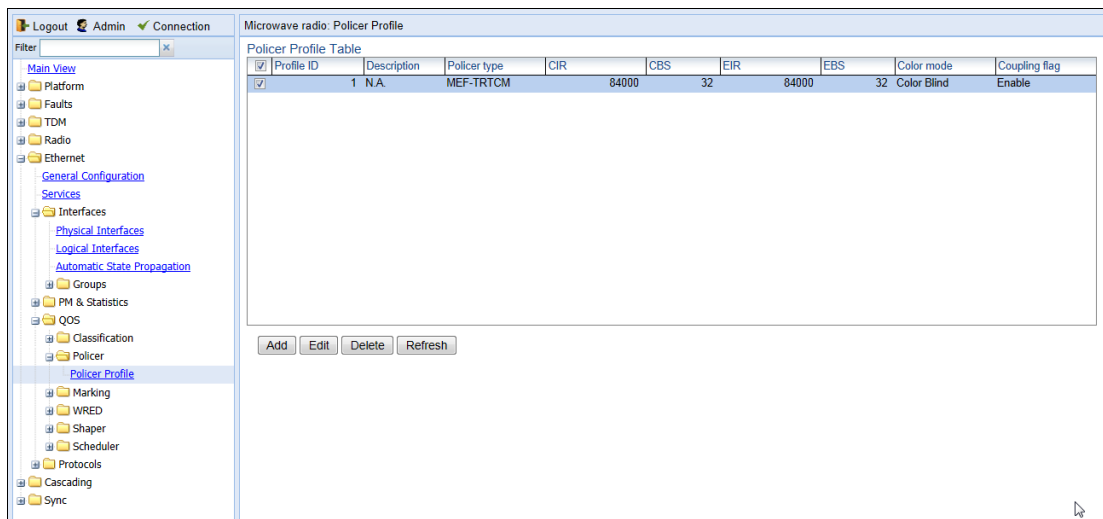 Logout Admin Connection
Filter
Main View
Platform
Faults
TDM
Radio
Ethernet
General Configuration
Services
Interfaces
Physical Interfaces
Logical Interfaces
Automatic State Propagation
Groups
PM & Statistics
QOS
Classification
Policer
Policer Profile
Marking
WRED
Shaper
Scheduler
Protocols
Cascading
Sync
Microwave radio: Policer Profile
Policer Profile Table
Profile ID Description Policer type CIR CBS EIR EBS Color mode Coupling flag
1 N.A. MEF-TRTCM 84000 32 84000 32 Color Blind Enable
Add Edit Delete Refresh